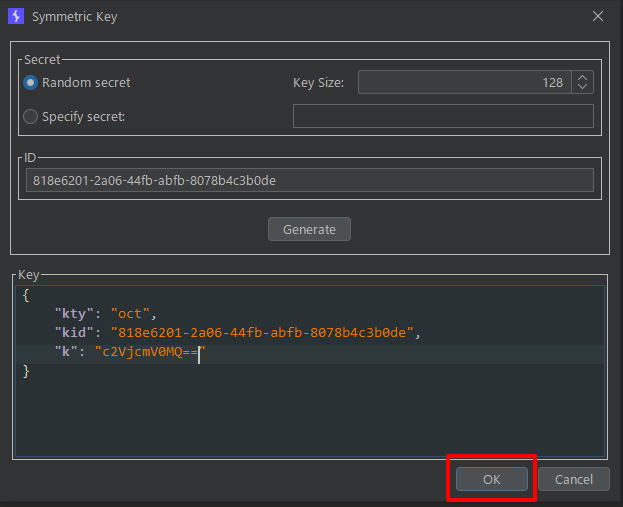 Symmetric Key
Secret
Random secret
Key Size:
128
Specify secret:
ID
818e6201-2a06-44fb-abfb-8078b4c3b0de
Generate
Key
{
"kty": "oct",
"kid": "818e6201-2a06-44fb-abfb-8078b4c3b0de",
"k": "c2VjcmV0MQ=="
}
OK
Cancel